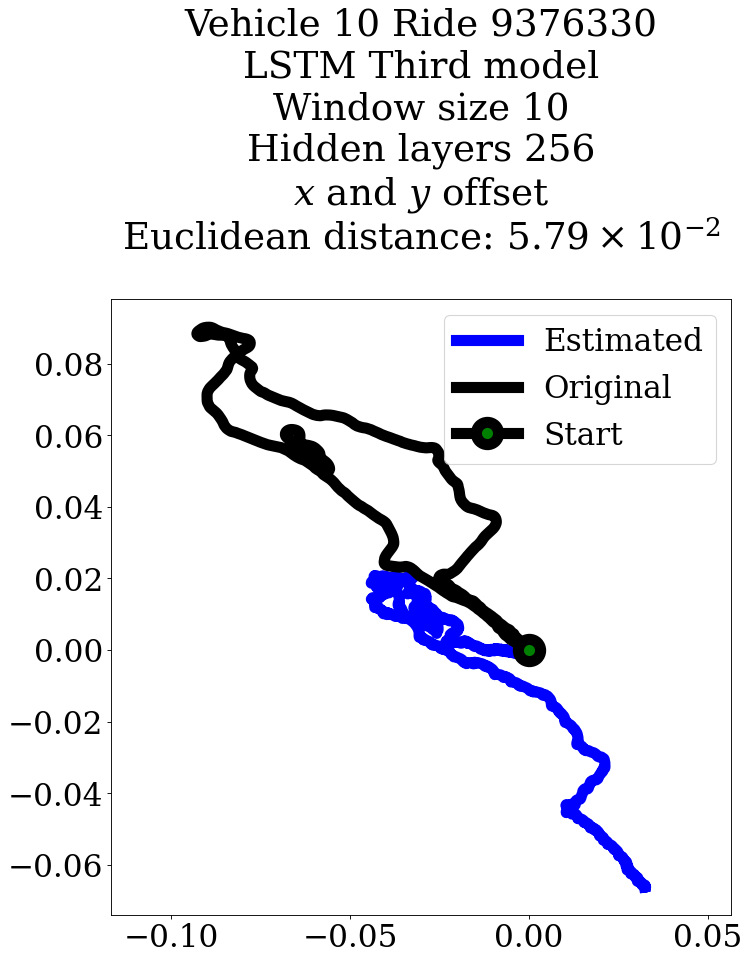 Vehicle 10 Ride 9376330
LSTM Third model
Window size 10
Hidden layers 256
x and y offset
Euclidean distance: 5.79 × 10⁻²
Estimated
Original
Start
0.08
0.06
0.04
0.02
0.00
−0.02
−0.04
−0.06
−0.10 −0.05 0.00 0.05